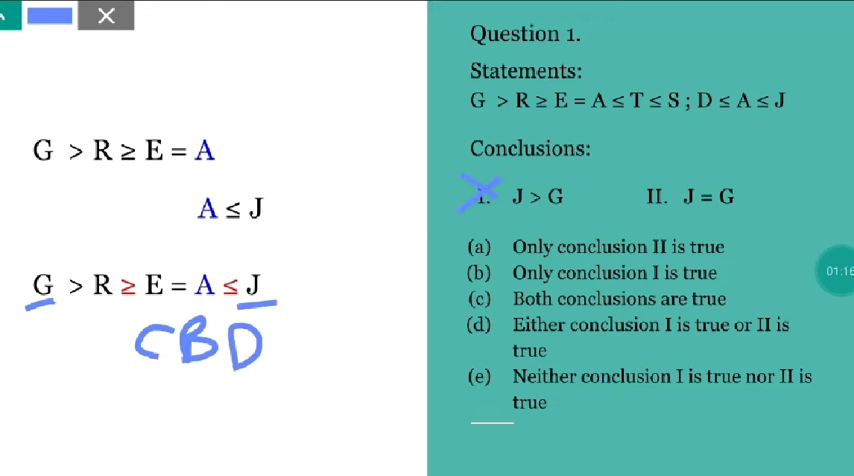 G > R ≥ E = A
A ≤ J
G > R ≥ E = A ≤ J
CBD
Question 1.
Statements:
G > R ≥ E = A ≤ T ≤ S ; D ≤ A ≤ J
Conclusions:
I. J > G II. J = G
(a) Only conclusion II is true
(b) Only conclusion I is true
(c) Both conclusions are true
(d) Either conclusion I is true or II is
true
(e) Neither conclusion I is true nor II is
true
01:16